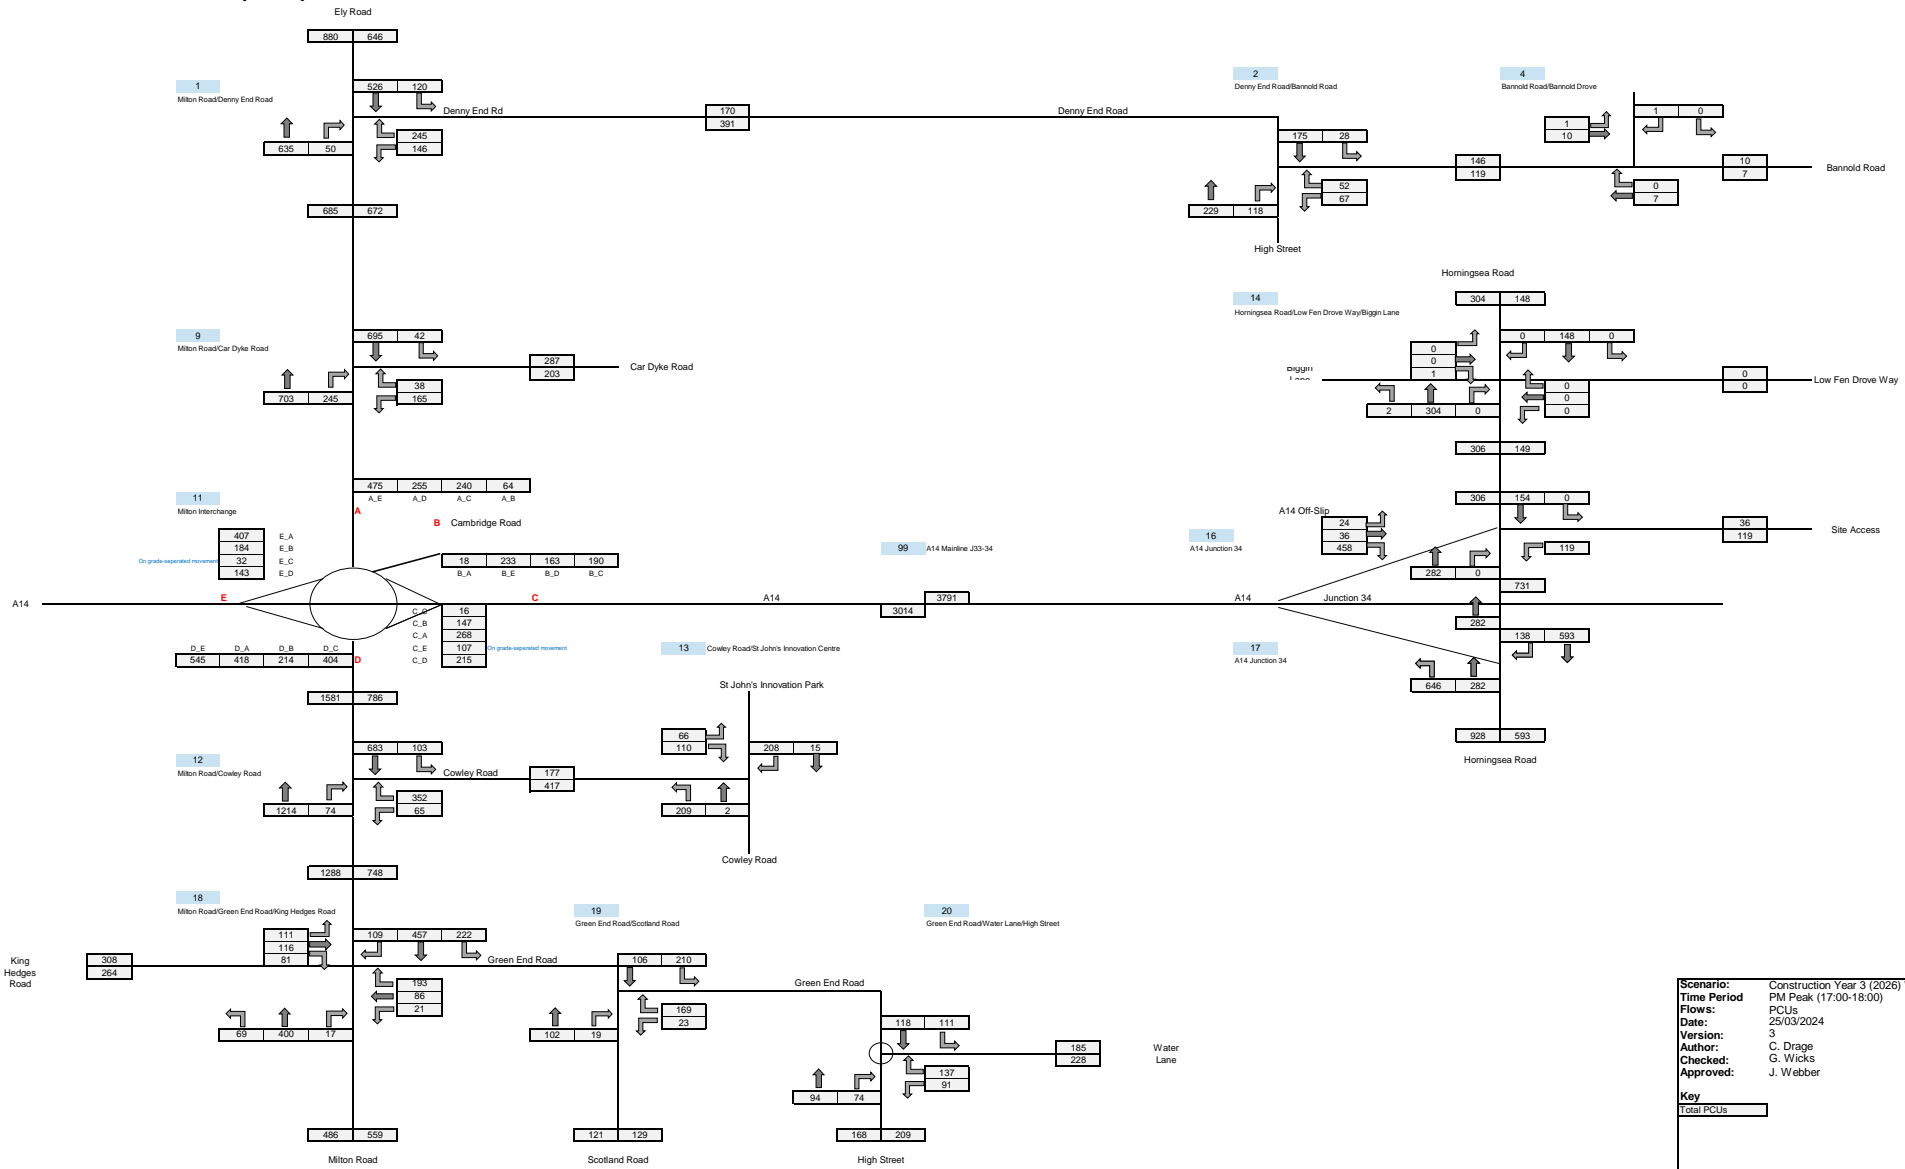 Ely Road
880 646
1
2
4
Milton Road/Denny End Road
Denny End Road/Bannold Road
Bannold Road/Bannold Drove
526 120
Denny End Rd
170
391
Denny End Road
1 0
1
10
635 50
245
146
175 28
146
119
10
7
Bannold Road
52
67
0
7
229 118
685 672
High Street
Horningsea Road
304 148
14
Horningsea Road/Low Fen Drove Way/Biggin Lane
9
Milton Road/Car Dyke Road
695 42
0 148 0
0
0
1
287
203
Car Dyke Road
Biggin
Lane
0
0
Low Fen Drove Way
703 245
38
165
2 304 0
0
0
0
306 149
475 255 240 64
A_E A_D A_C A_B
11
Milton Interchange
A
B Cambridge Road
306 154 0
A14 Off-Slip
24
36
458
36
119
Site Access
407 E_A
184 E_B
On grade-seperated movement 32 E_C
143 E_D
99 A14 Mainline J33-34
16
A14 Junction 34
18 233 163 190
B_A B_E B_D B_C
119
282 0
731
A14
E
C
A14
3791
3014
A14
Junction 34
16
C_B 147
C_A 268
C_E 107 On grade-seperated movement
C_D 215
282
138 593
D_E D_A D_B D_C
545 418 214 404
D
13 Cowley Road/St John's Innovation Centre
17
A14 Junction 34
646 282
1581 786
St John's Innovation Park
928 593
Horningsea Road
12
Milton Road/Cowley Road
683 103
66
110
208 15
Cowley Road
177
417
1214 74
352
65
209 2
Cowley Road
1288 748
18
Milton Road/Green End Road/King Hedges Road
19
Green End Road/Scotland Road
20
Green End Road/Water Lane/High Street
111
116
81
109 457 222
King
Hedges
Road
308
264
Green End Road
106 210
Green End Road
193
86
21
169
23
69 400 17
102 19
118 111
185
228
Water
Lane
137
91
94 74
486 559
121 129
168 209
Milton Road
Scotland Road
High Street
Scenario: Construction Year 3 (2026)
Time Period PM Peak (17:00-18:00)
Flows: PCUs
Date: 25/03/2024
Version: 3
Author: C. Drage
Checked: G. Wicks
Approved: J. Webber
Key
Total PCUs